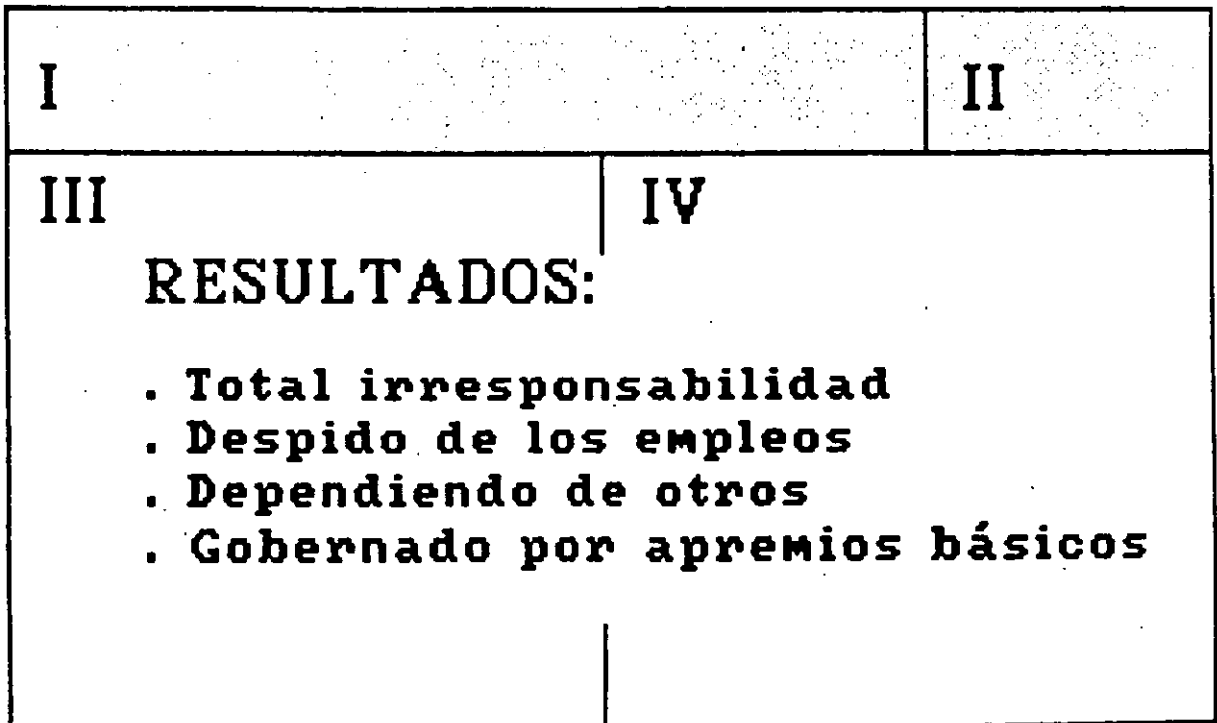 I II
III IV
RESULTADOS:
. Total irresponsabilidad
. Despido de los empleos
. Dependiendo de otros
. Gobernado por apremios básicos